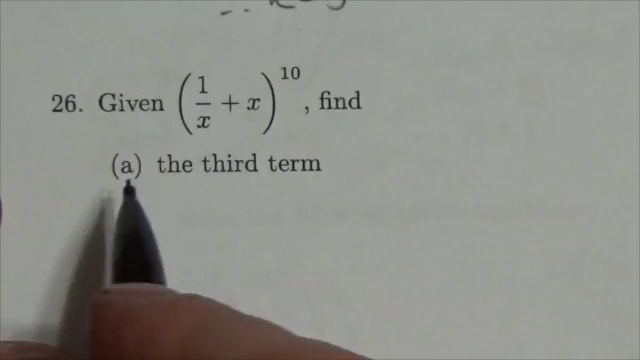 26. Given (1/x + x)^10, find
(a) the third term